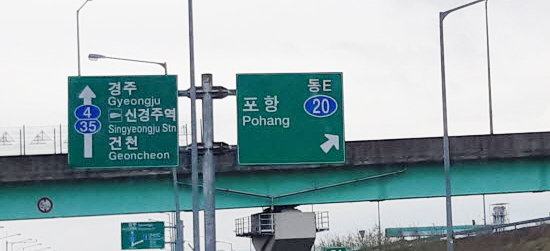 경주
Gyeongju
4
신경주역
35
Singyeongju Stn
건천
Geoncheon
동E
포항
20
Pohang